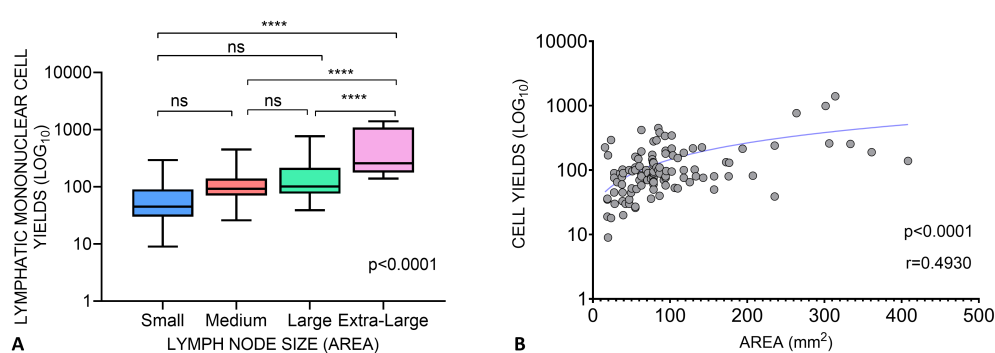 ****
ns
****
ns
ns
****
LYMPHATIC MONONUCLEAR CELL
YIELDS (LOG10)
10000
1000
100
10
1
p<0.0001
Small
Medium
Large
Extra-Large
LYMPH NODE SIZE (AREA)
A
CELL YIELDS (LOG10)
10000
1000
100
10
1
p<0.0001
r=0.4930
0
100
200
300
400
500
AREA (mm²)
B